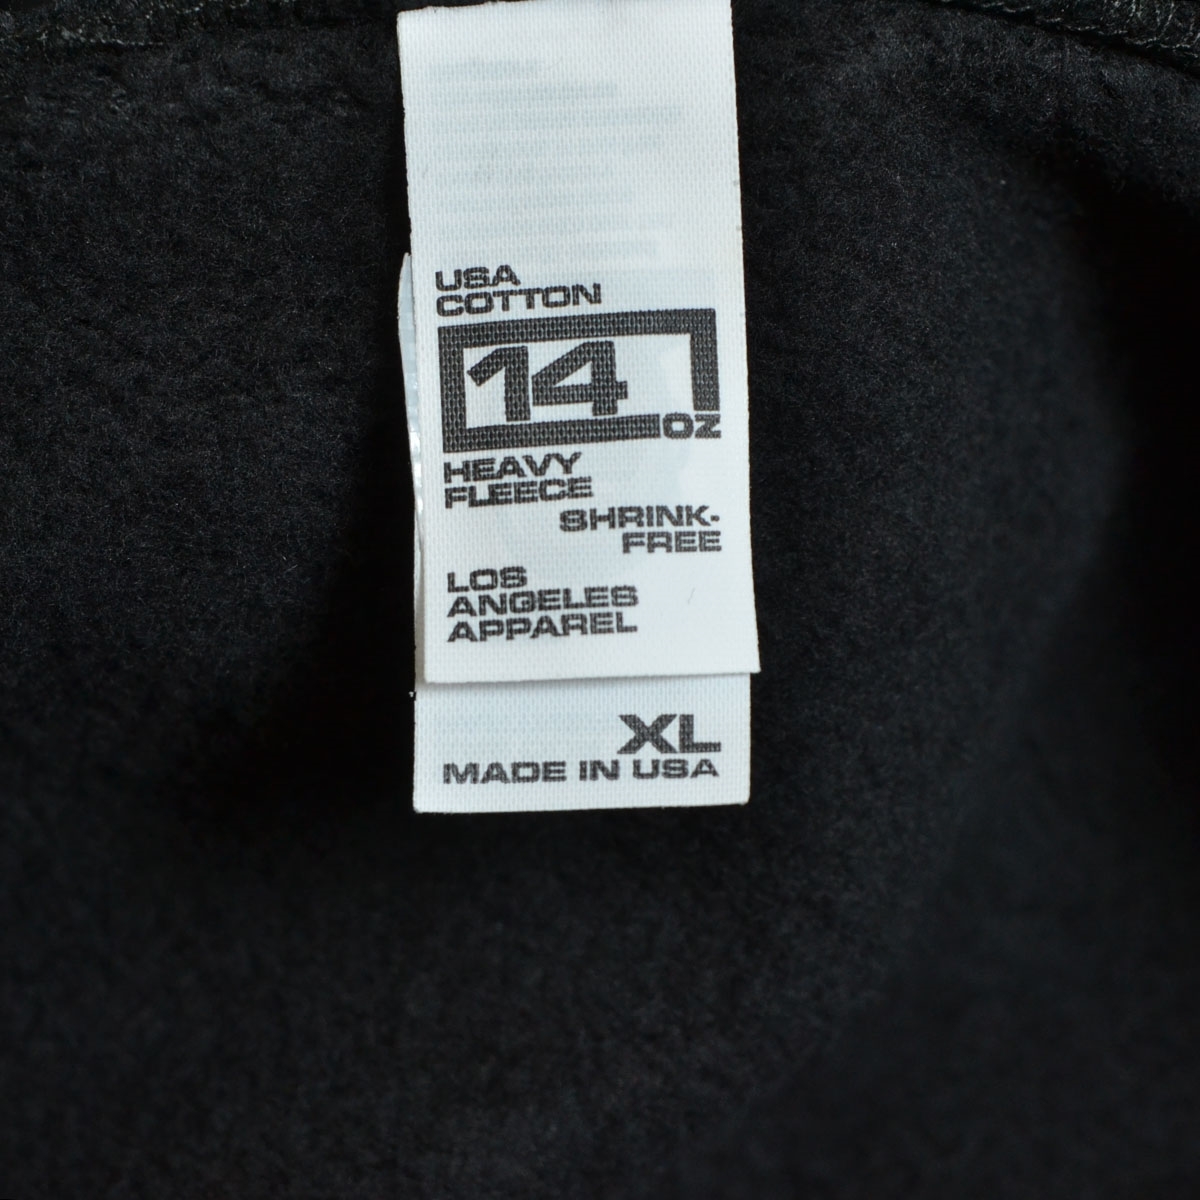 USA
COTTON
14
OZ
HEAVY
FLEECE
SHRINK-
FREE
LOS
ANGELES
APPAREL
XL
MADE IN USA